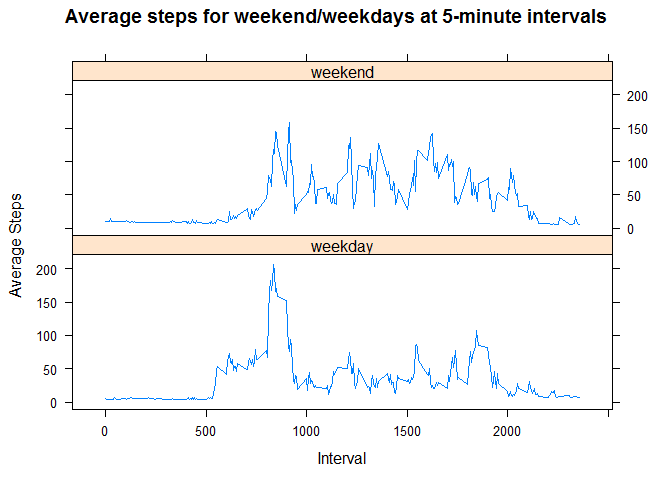 Average steps for weekend/weekdays at 5-minute intervals
weekend
200
150
100
50
0
Average Steps
weekday
200
150
100
50
0
0 500 1000 1500 2000
Interval